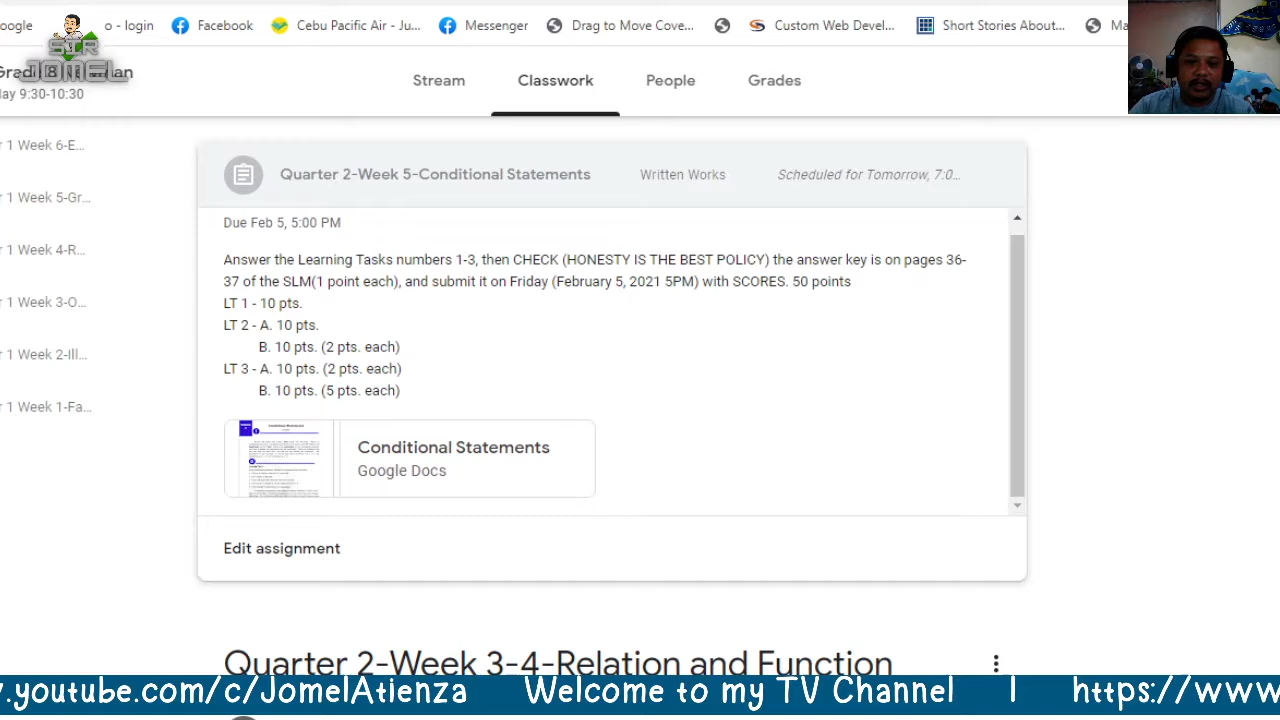 oogle
o - login
Facebook
Cebu Pacific Air - Ju...
Messenger
Drag to Move Cove...
Custom Web Devel...
Short Stories About...
Ma
SIR
JOMEL
Grade 8
ay 9:30-10:30
Stream
Classwork
People
Grades
r 1 Week 6-E...
r 1 Week 5-Gr...
r 1 Week 4-R...
r 1 Week 3-O...
r 1 Week 2-Ill...
r 1 Week 1-Fa...
Quarter 2-Week 5-Conditional Statements
Written Works
Scheduled for Tomorrow, 7:0...
Due Feb 5, 5:00 PM
Answer the Learning Tasks numbers 1-3, then CHECK (HONESTY IS THE BEST POLICY) the answer key is on pages 36-
37 of the SLM(1 point each), and submit it on Friday (February 5, 2021 5PM) with SCORES. 50 points
LT 1 - 10 pts.
LT 2 - A. 10 pts.
B. 10 pts. (2 pts. each)
LT 3 - A. 10 pts. (2 pts. each)
B. 10 pts. (5 pts. each)
Conditional Statements
Google Docs
Edit assignment
Quarter 2-Week 3-4-Relation and Function
.youtube.com/c/JomelAtienza Welcome to my TV Channel | https://www